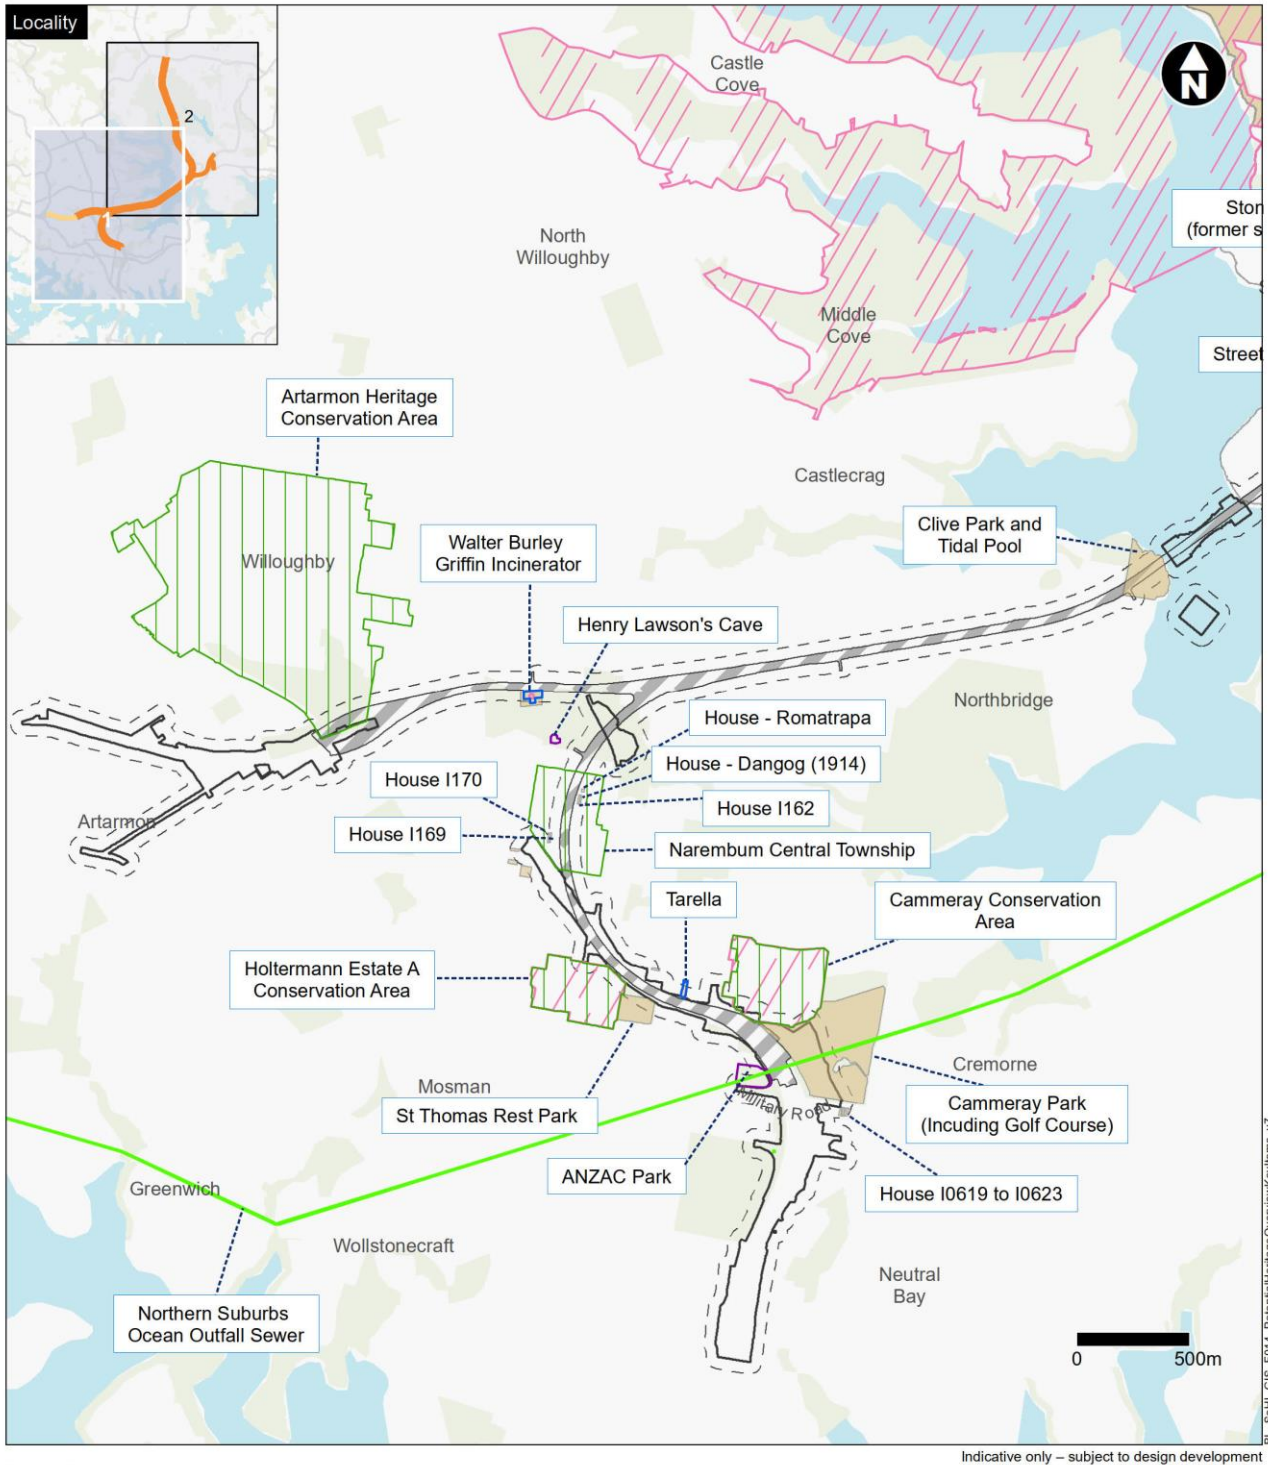 Locality
2
1
N
Castle
Cove
North
Willoughby
Middle
Cove
Ston
(former s
Street
Artarmon Heritage
Conservation Area
Castlecrag
Willoughby
Walter Burley
Griffin Incinerator
Clive Park and
Tidal Pool
Henry Lawson's Cave
Northbridge
House - Romatrapa
House - Dangog (1914)
House I170
House I162
Artarmon
House I169
Narembum Central Township
Tarella
Cammeray Conservation
Area
Holtermann Estate A
Conservation Area
Cremorne
Mosman
Military Road
Cammeray Park
(Incuding Golf Course)
St Thomas Rest Park
ANZAC Park
House I0619 to I0623
Greenwich
Wollstonecraft
Neutral
Bay
Northern Suburbs
Ocean Outfall Sewer
0
500m
Indicative only – subject to design development